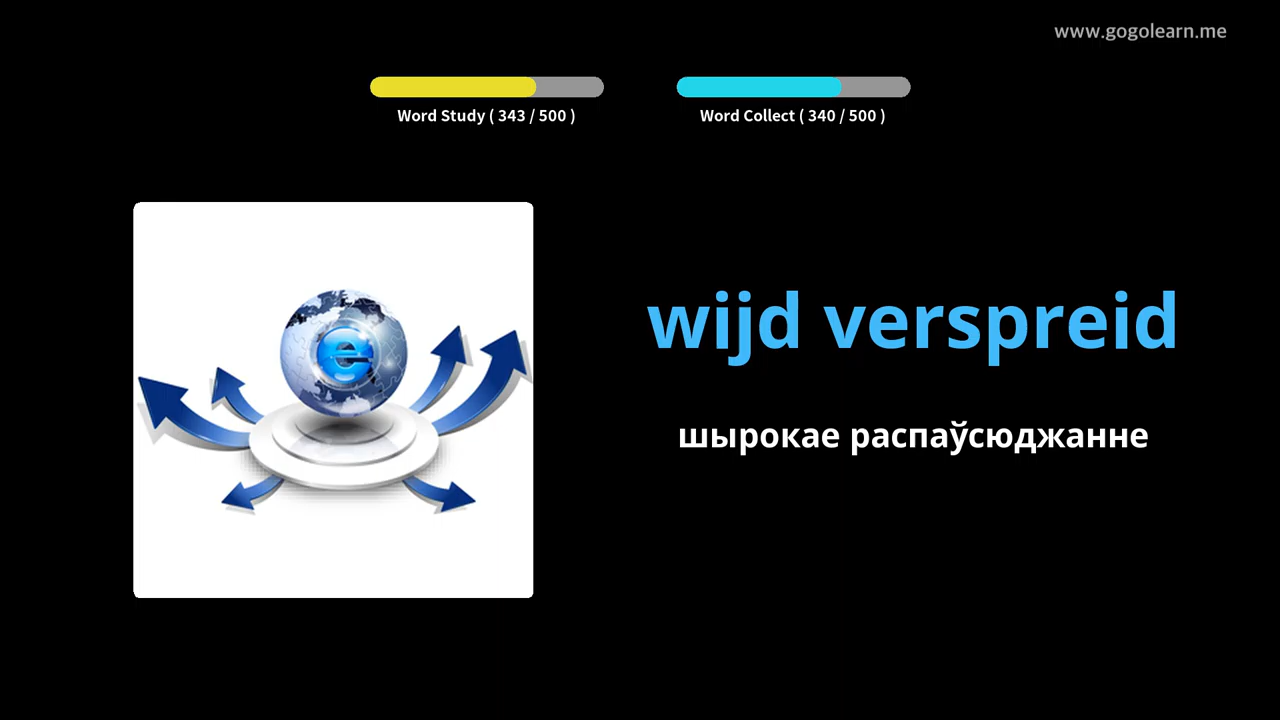 www.gogolearn.me
Word Study ( 343 / 500 )
Word Collect ( 340 / 500 )
e
wijd verspreid
шырокае распаўсюджанне